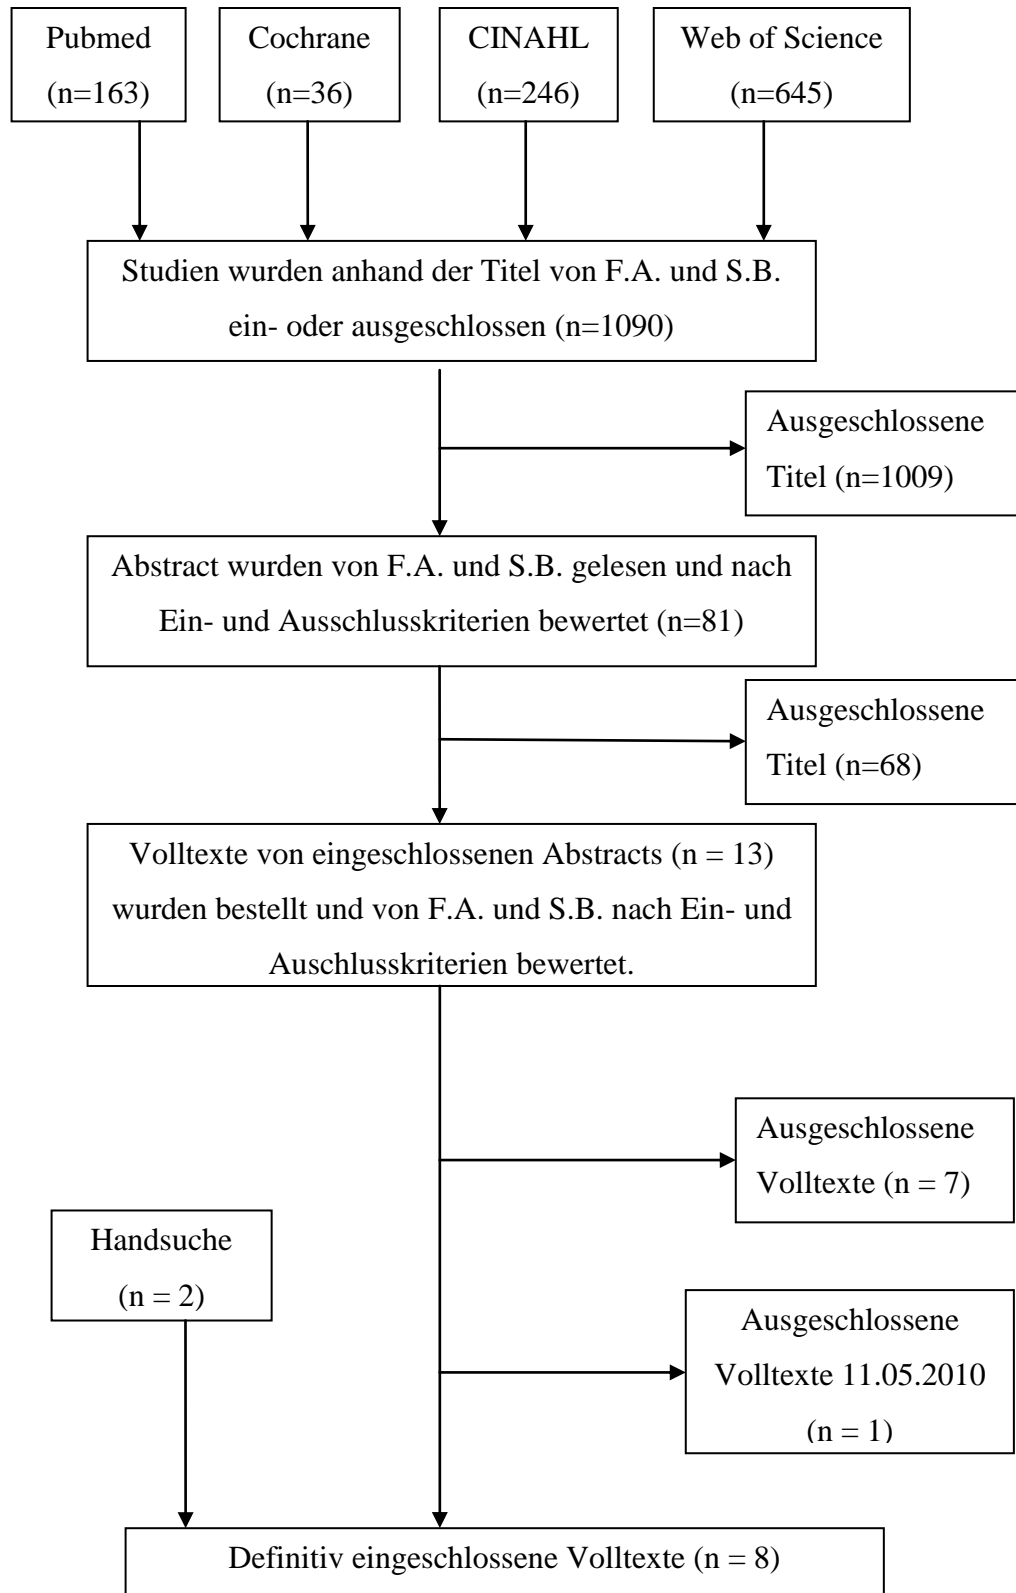 Pubmed
(n=163)
Cochrane
(n=36)
CINAHL
(n=246)
Web of Science
(n=645)
Studien wurden anhand der Titel von F.A. und S.B.
ein- oder ausgeschlossen (n=1090)
Ausgeschlossene
Titel (n=1009)
Abstract wurden von F.A. und S.B. gelesen und nach
Ein- und Ausschlusskriterien bewertet (n=81)
Ausgeschlossene
Titel (n=68)
Volltexte von eingeschlossenen Abstracts (n = 13)
wurden bestellt und von F.A. und S.B. nach Ein- und
Auschlusskriterien bewertet.
Ausgeschlossene
Volltexte (n = 7)
Handsuche
(n = 2)
Ausgeschlossene
Volltexte 11.05.2010
(n = 1)
Definitiv eingeschlossene Volltexte (n = 8)